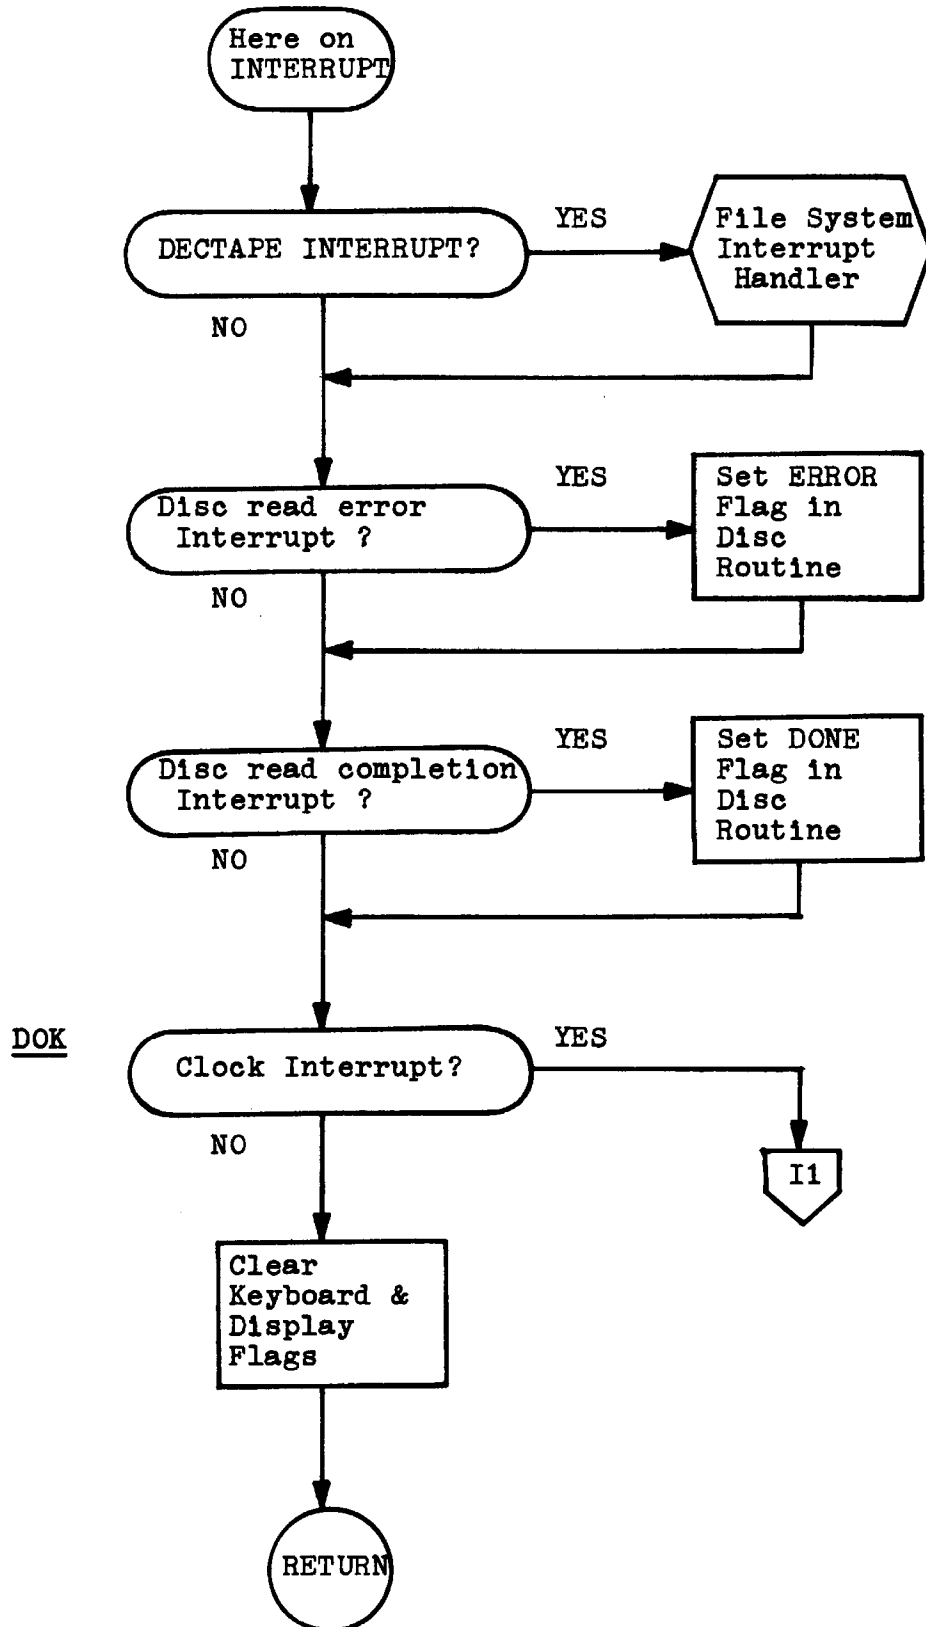 Here on
INTERRUPT
DECTAPE INTERRUPT?
YES
File System
Interrupt
Handler
NO
Disc read error
Interrupt ?
YES
Set ERROR
Flag in
Disc
Routine
NO
Disc read completion
Interrupt ?
YES
Set DONE
Flag in
Disc
Routine
NO
DOK
Clock Interrupt?
YES
I1
NO
Clear
Keyboard &
Display
Flags
RETURN